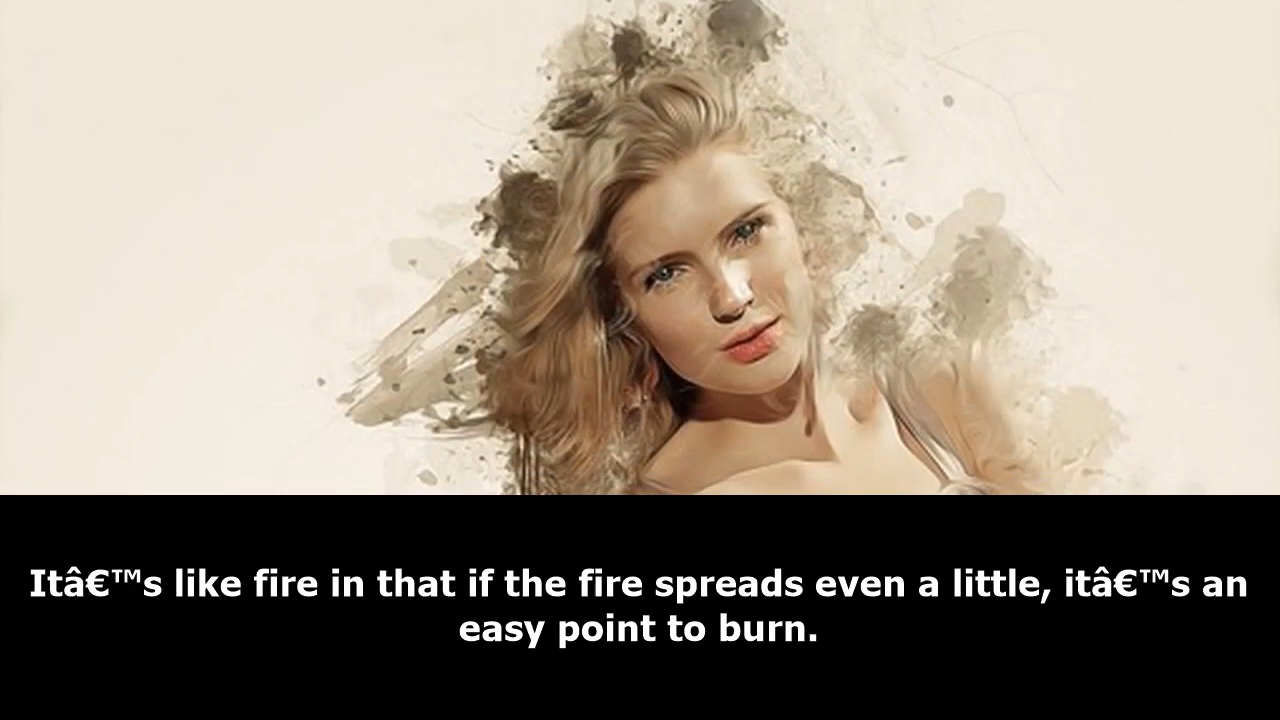 Itâ€™s like fire in that if the fire spreads even a little, itâ€™s an
easy point to burn.